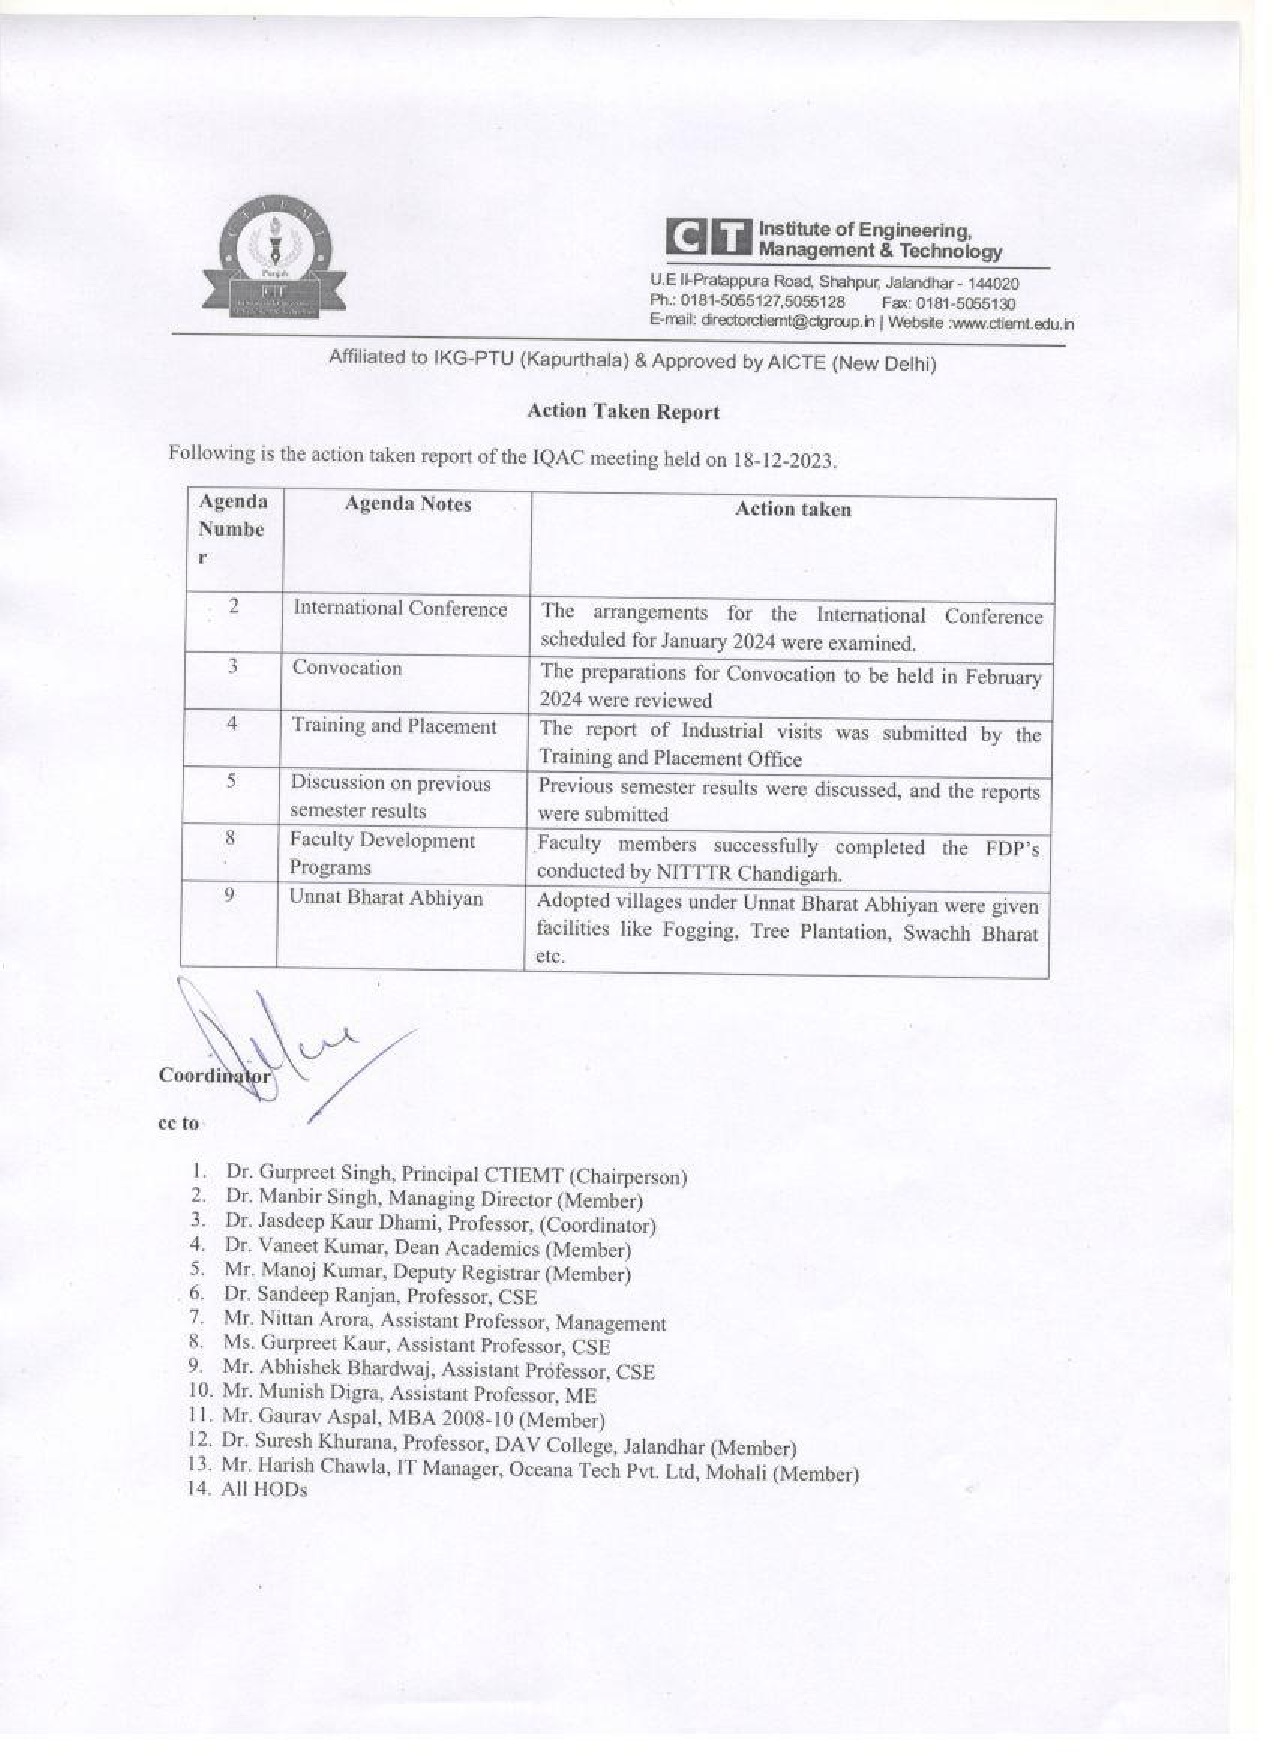 C T I E M T
Punjab
CT Institute of Engineering,
Management & Technology
U.E II-Pratappura Road, Shahpur, Jalandhar - 144020
Ph.: 0181-5055127,5055128 Fax: 0181-5055130
E-mail: directorctiemt@ctgroup.in | Website :www.ctiemt.edu.in
Affiliated to IKG-PTU (Kapurthala) & Approved by AICTE (New Delhi)
Action Taken Report
Following is the action taken report of the IQAC meeting held on 18-12-2023.
Agenda Agenda Notes Action taken
Numbe
r
2 International Conference The arrangements for the International Conference
scheduled for January 2024 were examined.
3 Convocation The preparations for Convocation to be held in February
2024 were reviewed
4 Training and Placement The report of Industrial visits was submitted by the
Training and Placement Office
5 Discussion on previous Previous semester results were discussed, and the reports
semester results were submitted
8 Faculty Development Faculty members successfully completed the FDP's
Programs conducted by NITTTR Chandigarh.
9 Unnat Bharat Abhiyan Adopted villages under Unnat Bharat Abhiyan were given
facilities like Fogging, Tree Plantation, Swachh Bharat
etc.
Coordinator
cc to
1. Dr. Gurpreet Singh, Principal CTIEMT (Chairperson)
2. Dr. Manbir Singh, Managing Director (Member)
3. Dr. Jasdeep Kaur Dhami, Professor, (Coordinator)
4. Dr. Vaneet Kumar, Dean Academics (Member)
5. Mr. Manoj Kumar, Deputy Registrar (Member)
6. Dr. Sandeep Ranjan, Professor, CSE
7. Mr. Nittan Arora, Assistant Professor, Management
8. Ms. Gurpreet Kaur, Assistant Professor, CSE
9. Mr. Abhishek Bhardwaj, Assistant Professor, CSE
10. Mr. Munish Digra, Assistant Professor, ME
11. Mr. Gaurav Aspal, MBA 2008-10 (Member)
12. Dr. Suresh Khurana, Professor, DAV College, Jalandhar (Member)
13. Mr. Harish Chawla, IT Manager, Oceana Tech Pvt. Ltd, Mohali (Member)
14. All HODs